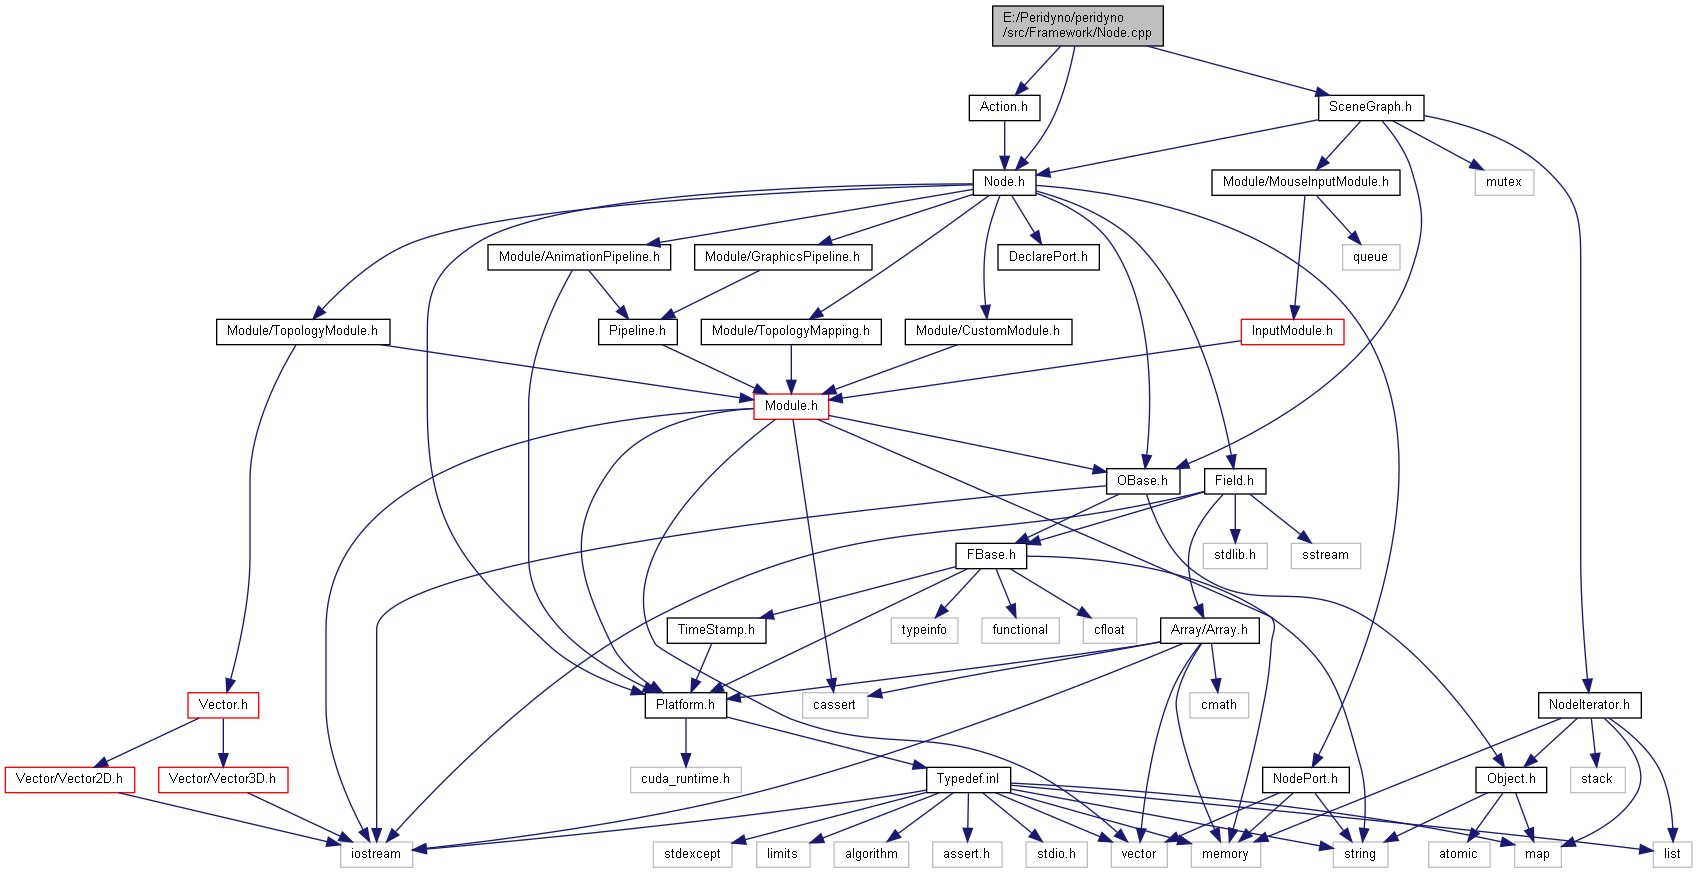 E:/Peridyno/peridyno
/src/Framework/Node.cpp
Action.h
SceneGraph.h
Node.h
Module/MouseInputModule.h
mutex
Module/AnimationPipeline.h
Module/GraphicsPipeline.h
DeclarePort.h
queue
Module/TopologyModule.h
Pipeline.h
Module/TopologyMapping.h
Module/CustomModule.h
InputModule.h
Module.h
OBase.h
Field.h
FBase.h
stdlib.h
sstream
TimeStamp.h
typeinfo
functional
cfloat
Array/Array.h
Vector.h
Platform.h
cassert
cmath
NodeIterator.h
Vector/Vector2D.h
Vector/Vector3D.h
cuda_runtime.h
Typedef.inl
NodePort.h
Object.h
stack
iostream
stdexcept
limits
algorithm
assert.h
stdio.h
vector
memory
string
atomic
map
list